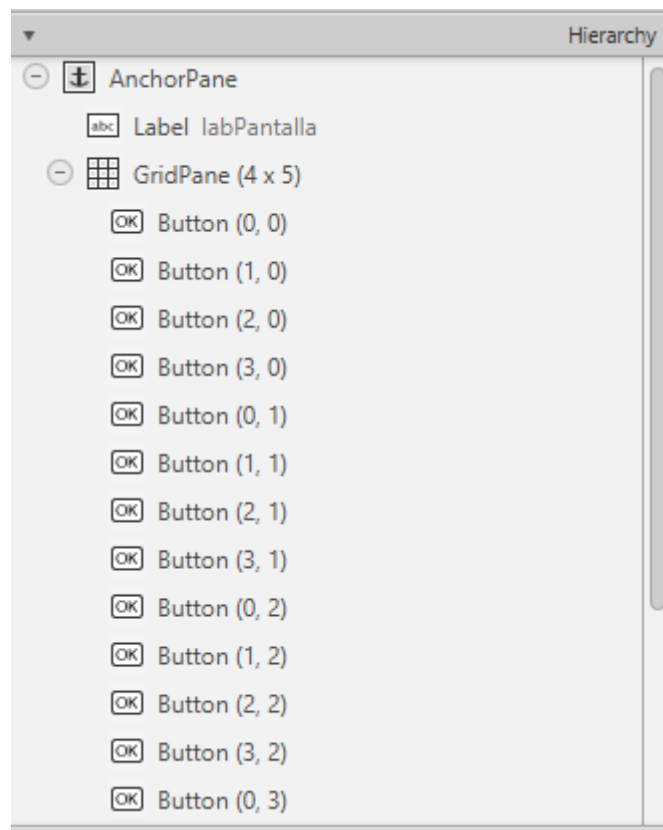 Hierarchy
AnchorPane
abc Label labPantalla
GridPane (4 x 5)
OK Button (0, 0)
OK Button (1, 0)
OK Button (2, 0)
OK Button (3, 0)
OK Button (0, 1)
OK Button (1, 1)
OK Button (2, 1)
OK Button (3, 1)
OK Button (0, 2)
OK Button (1, 2)
OK Button (2, 2)
OK Button (3, 2)
OK Button (0, 3)